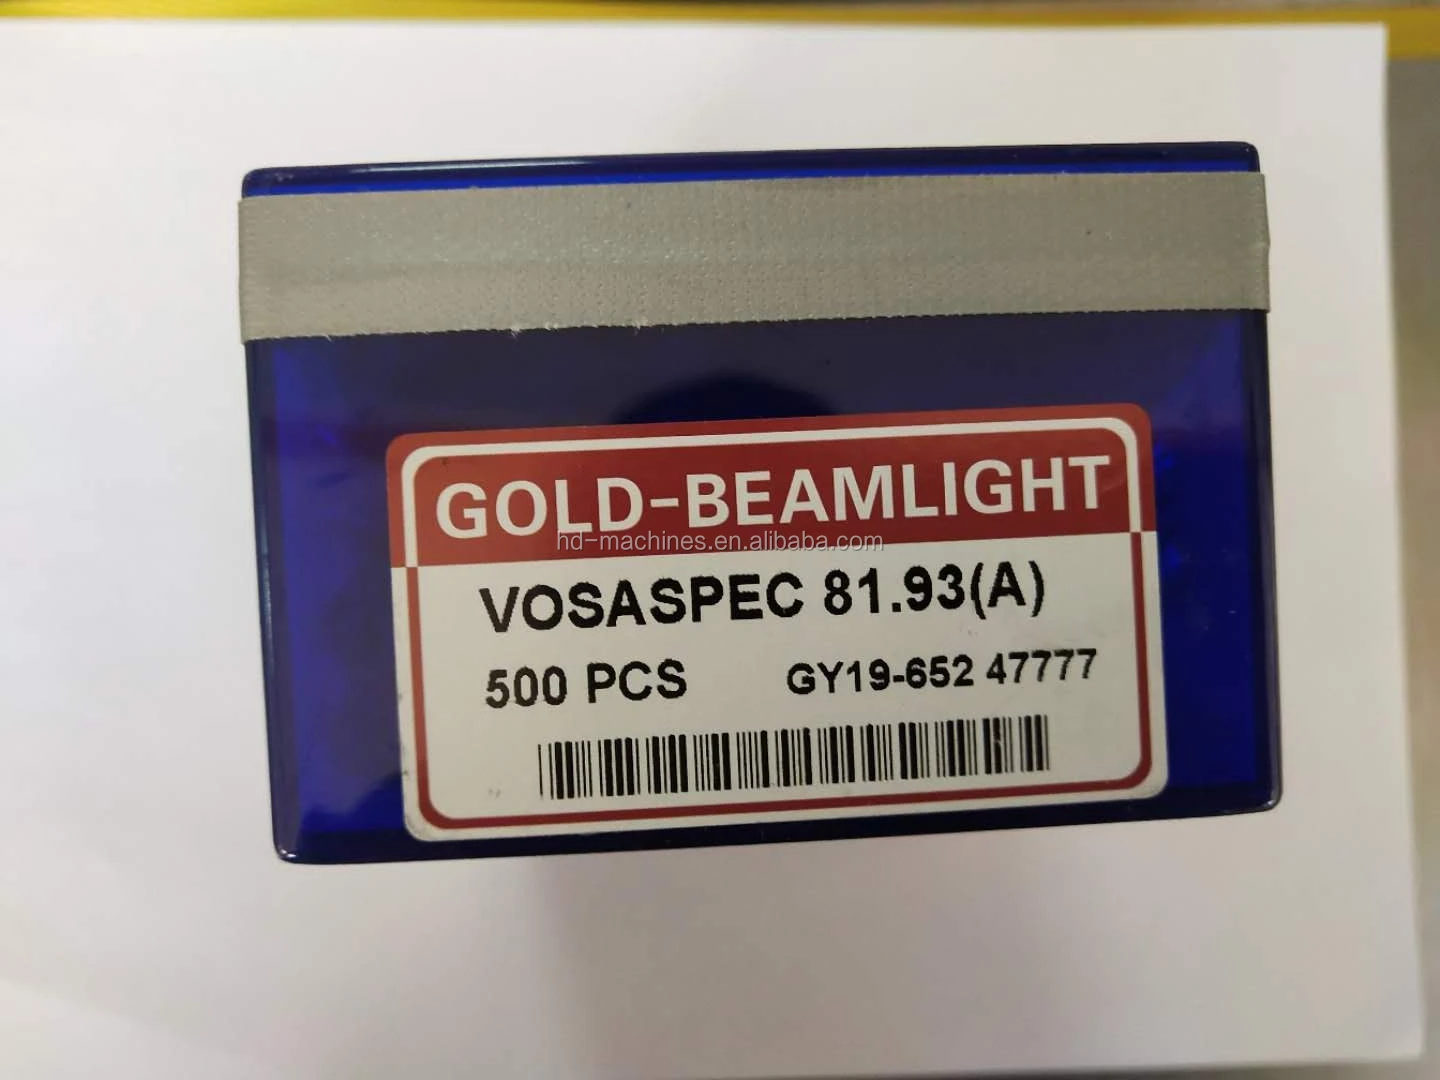 GOLD-BEAMLIGHT
hd-machines.en.alibaba.com
VOSASPEC 81.93(A)
500 PCS GY19-652 47777